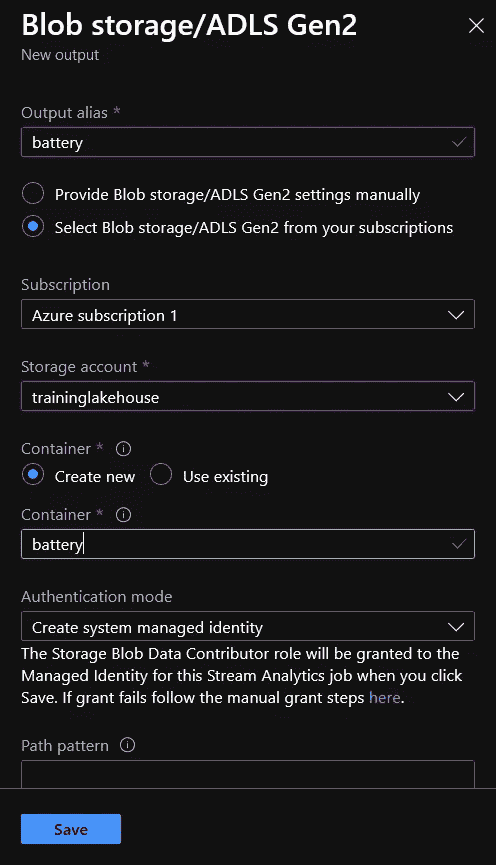 Blob storage/ADLS Gen2
New output
Output alias *
battery
Provide Blob storage/ADLS Gen2 settings manually
Select Blob storage/ADLS Gen2 from your subscriptions
Subscription
Azure subscription 1
Storage account *
traininglakehouse
Container *
Create new
Use existing
Container *
battery
Authentication mode
Create system managed identity
The Storage Blob Data Contributor role will be granted to the
Managed Identity for this Stream Analytics job when you click
Save. If grant fails follow the manual grant steps here.
Path pattern
Save